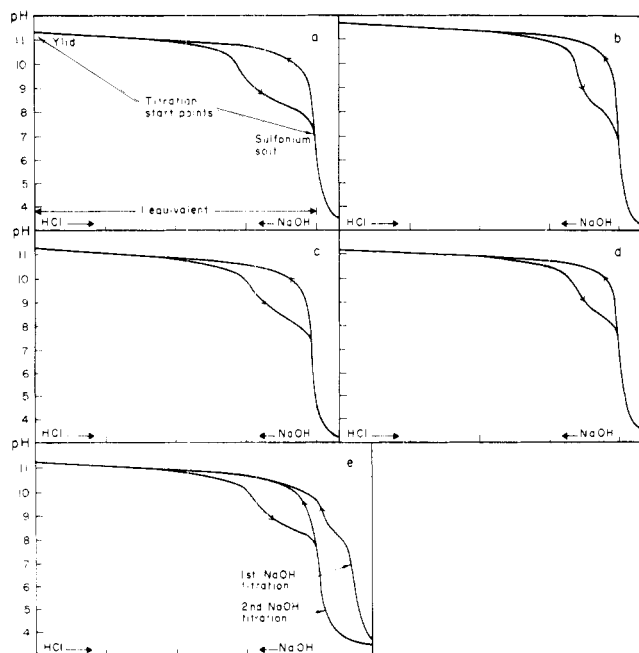 pH
11
10
9
8
7
6
5
4
Ylid
a
Titration
start points
Sulfonium
salt
1 equivalent
HCl → ← NaOH
b
HCl → ← NaOH
pH
11
10
9
8
7
6
5
4
c
HCl → ← NaOH
d
HCl → ← NaOH
pH
11
10
9
8
7
6
5
4
e
1st NaOH
titration
2nd NaOH
titration
HCl → ← NaOH